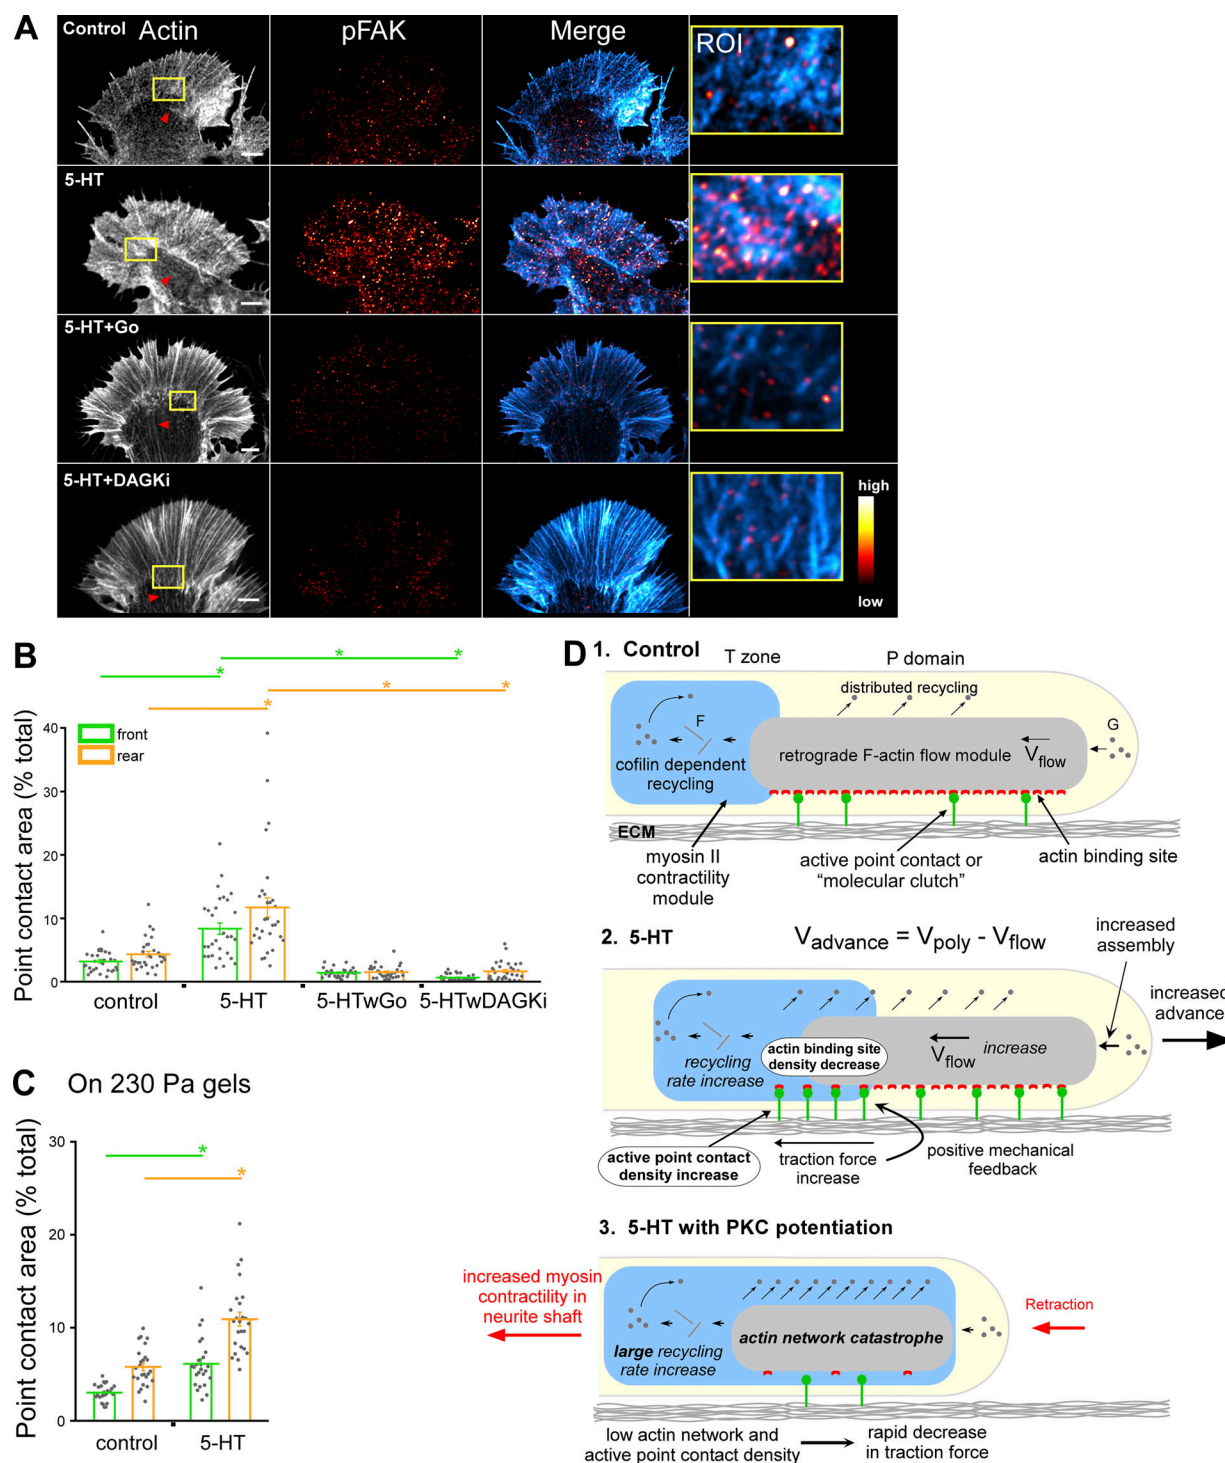 A
Control
Actin
pFAK
Merge
ROI
5-HT
5-HT+Go
5-HT+DAGKi
high
low
B
*
*
*
*
*
*
front
rear
Point contact area (% total)
40
30
20
10
0
control
5-HT
5-HTwGo
5-HTwDAGKi
C
On 230 Pa gels
*
*
Point contact area (% total)
30
20
10
0
control
5-HT
D
1. Control
T zone
P domain
distributed recycling
F
G
retrograde F-actin flow module
Vflow
cofilin dependent
recycling
ECM
myosin II
contractility
module
active point contact or
“molecular clutch”
actin binding site
2. 5-HT
Vadvance = Vpoly - Vflow
increased
assembly
increased
advance
recycling
rate increase
actin binding site
density decrease
Vflow
increase
active point contact
density increase
traction force
increase
positive mechanical
feedback
3. 5-HT with PKC potentiation
increased myosin
contractility in
neurite shaft
Retraction
actin network catastrophe
large recycling
rate increase
low actin network and
active point contact density
rapid decrease
in traction force